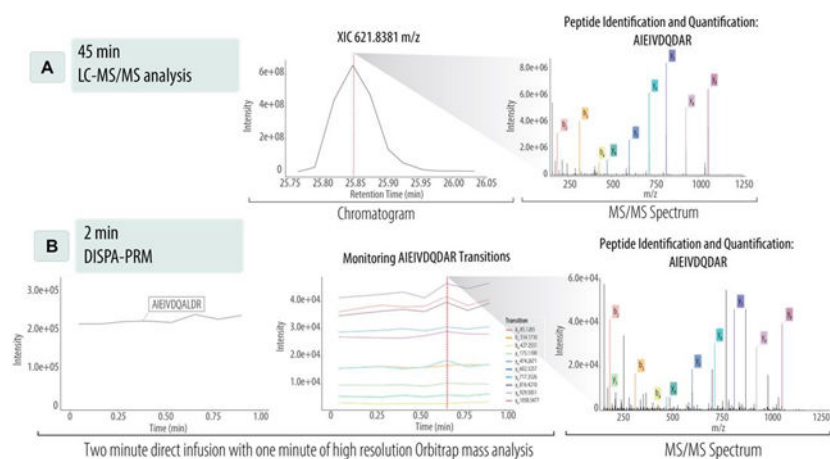 A
45 min
LC-MS/MS analysis
XIC 621.8381 m/z
Intensity
6e+08
4e+08
2e+08
0
25.75 25.80 25.85 25.90 25.95 26.00 26.05
Retention Time (min)
Chromatogram
Peptide Identification and Quantification:
AIEIVDQDAR
Intensity
8.0e+06
6.0e+06
4.0e+06
2.0e+06
0
250 500 750 1000 1250
m/z
MS/MS Spectrum
B
2 min
DISPA-PRM
Intensity
3.0e+05
2.0e+05
1.0e+05
AIEIVDQALDR
0 0.25 0.50 0.75 1.00
Time (min)
Monitoring AIEIVDQDAR Transitions
Intensity
4.0e+04
3.0e+04
2.0e+04
1.0e+04
Transition
0 0.25 0.50 0.75 1.00
Time (min)
Two minute direct infusion with one minute of high resolution Orbitrap mass analysis
Peptide Identification and Quantification:
AIEIVDQDAR
Intensity
6.0e+04
4.0e+04
2.0e+04
0
250 500 750 1000 1250
m/z
MS/MS Spectrum